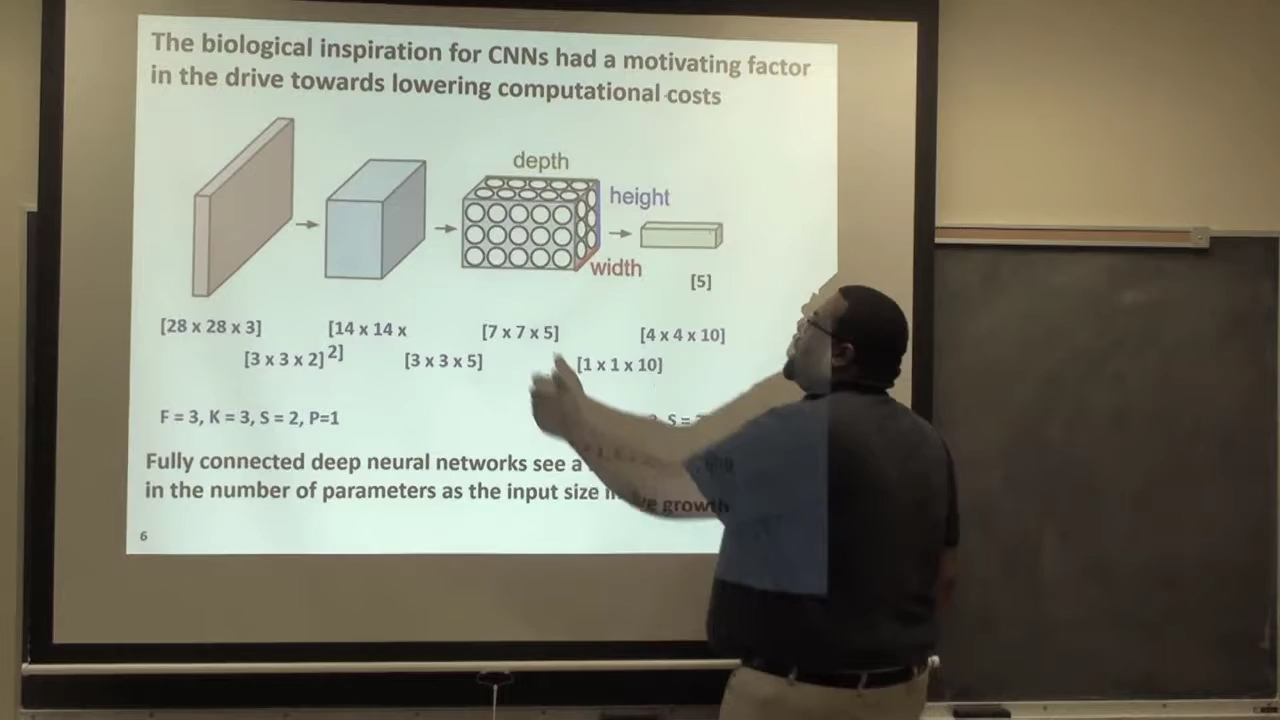 The biological inspiration for CNNs had a motivating factor
in the drive towards lowering computational costs
depth
height
width
[5]
[28 x 28 x 3]
[14 x 14 x
2]
[7 x 7 x 5]
[4 x 4 x 10]
[3 x 3 x 2]
[3 x 3 x 5]
[1 x 1 x 10]
F = 3, K = 3, S = 2, P=1
S =
Fully connected deep neural networks see a
in the number of parameters as the input size
growth
6